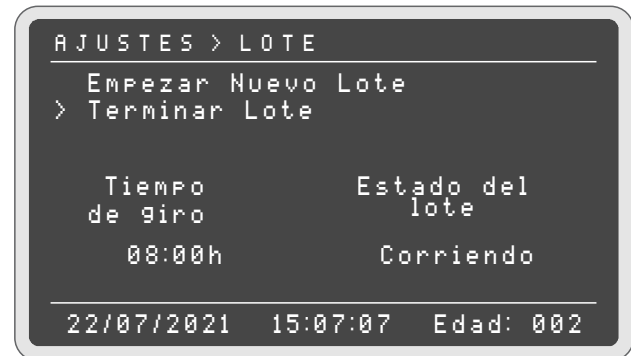 AJUSTES > LOTE
Empezar Nuevo Lote
> Terminar Lote
Tiempo
de giro
Estado del
lote
08:00h
Corriendo
22/07/2021 15:07:07 Edad: 002